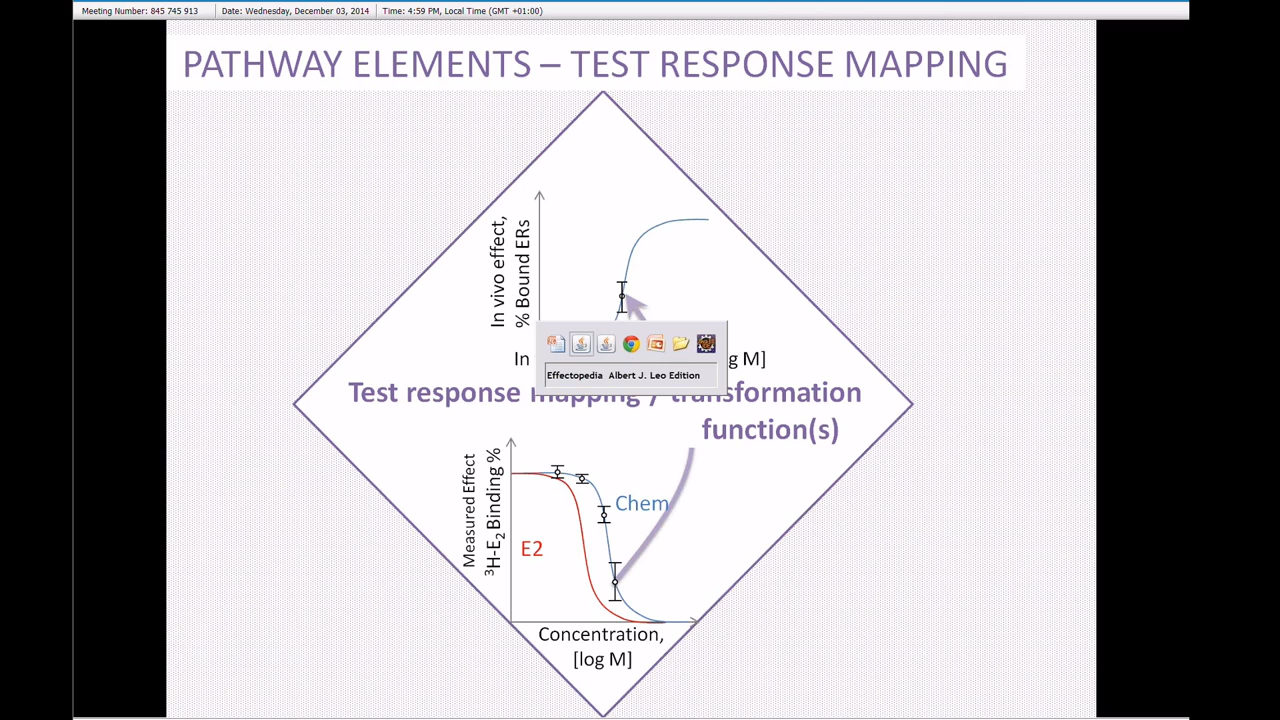 Meeting Number: 845 745 913 Date: Wednesday, December 03, 2014 Time: 4:59 PM, Local Time (GMT +01:00)
PATHWAY ELEMENTS – TEST RESPONSE MAPPING
In vivo effect,
% Bound ERs
In
g M]
Effectopedia Albert J. Leo Edition
Test response mapping / transformation
function(s)
Measured Effect
³H-E₂ Binding %
Chem
E2
Concentration,
[log M]